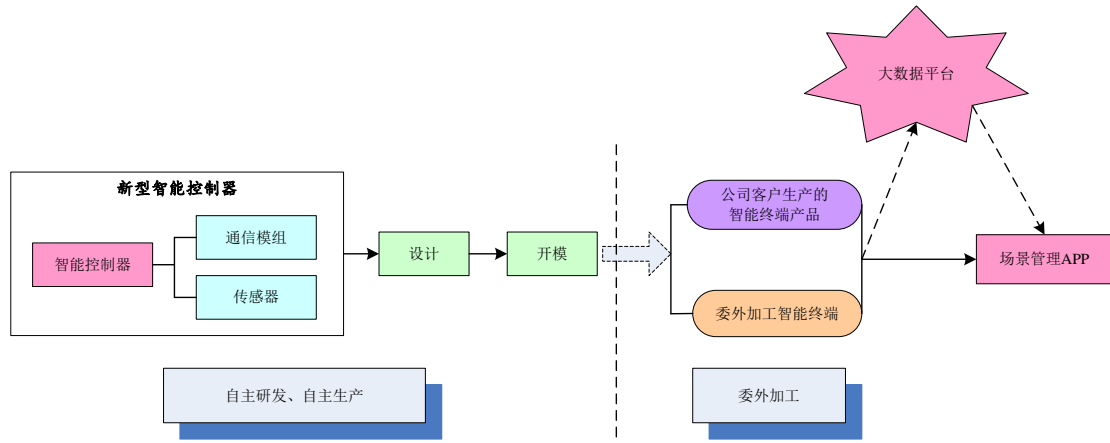 大数据平台
新型智能控制器
智能控制器
通信模组
传感器
设计
开模
公司客户生产的
智能终端产品
委外加工智能终端
场景管理APP
自主研发、自主生产
委外加工